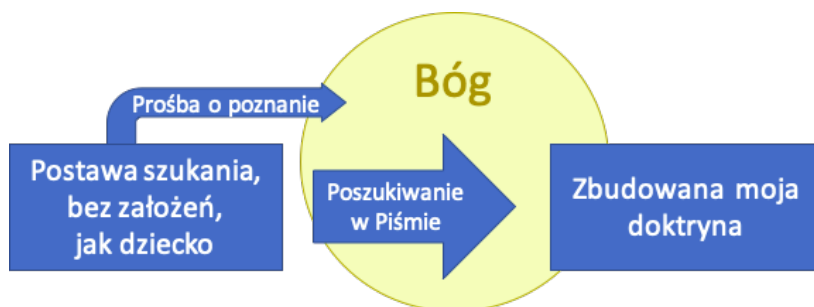 Bóg
Prośba o poznanie
Postawa szukania,
bez założeń,
jak dziecko
Poszukiwanie
w Piśmie
Zbudowana moja
doktryna